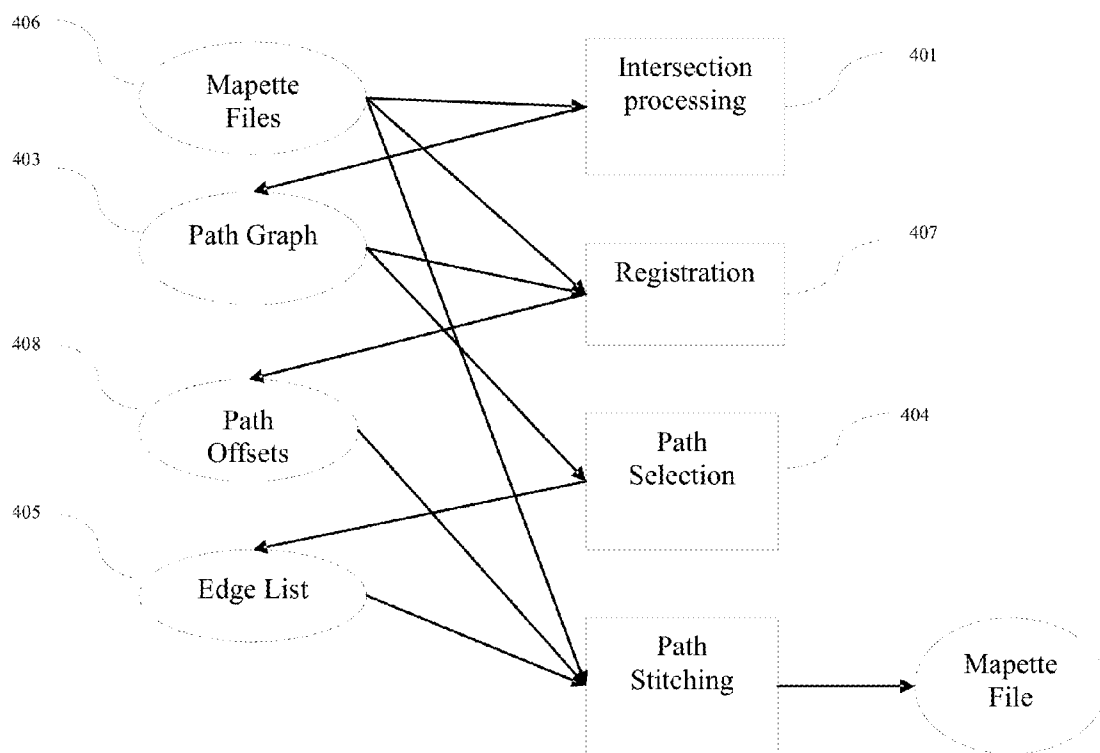 406
Mapette
Files
Intersection
processing
401
403
Path Graph
Registration
407
408
Path
Offsets
Path
Selection
404
405
Edge List
Path
Stitching
Mapette
File